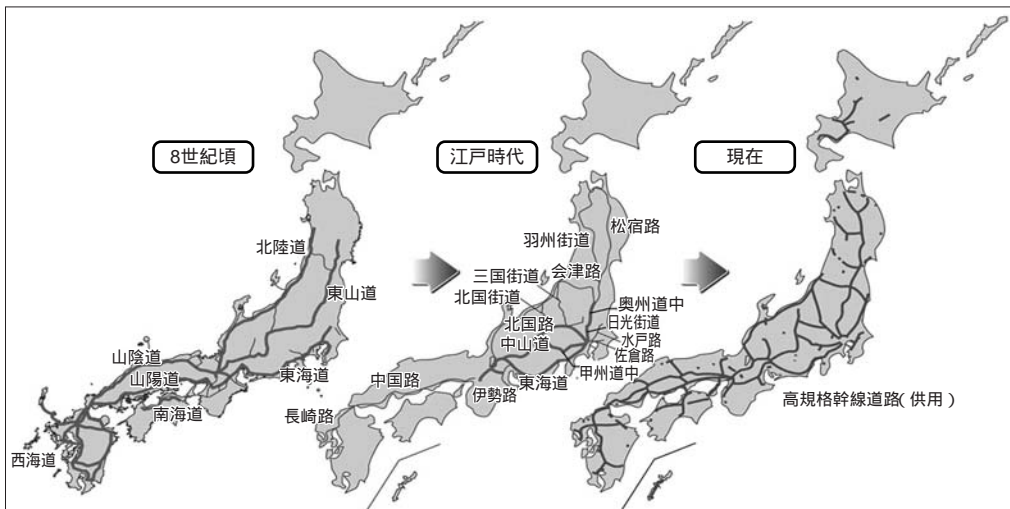 8世紀頃
北陸道
東山道
山陰道
山陽道
東海道
南海道
西海道
江戸時代
松宿路
羽州街道
会津路
三国街道
北国街道
奥州道中
日光街道
北国路
水戸路
中山道
佐倉路
甲州道中
東海道
中国路
伊勢路
長崎路
現在
高規格幹線道路(供用)